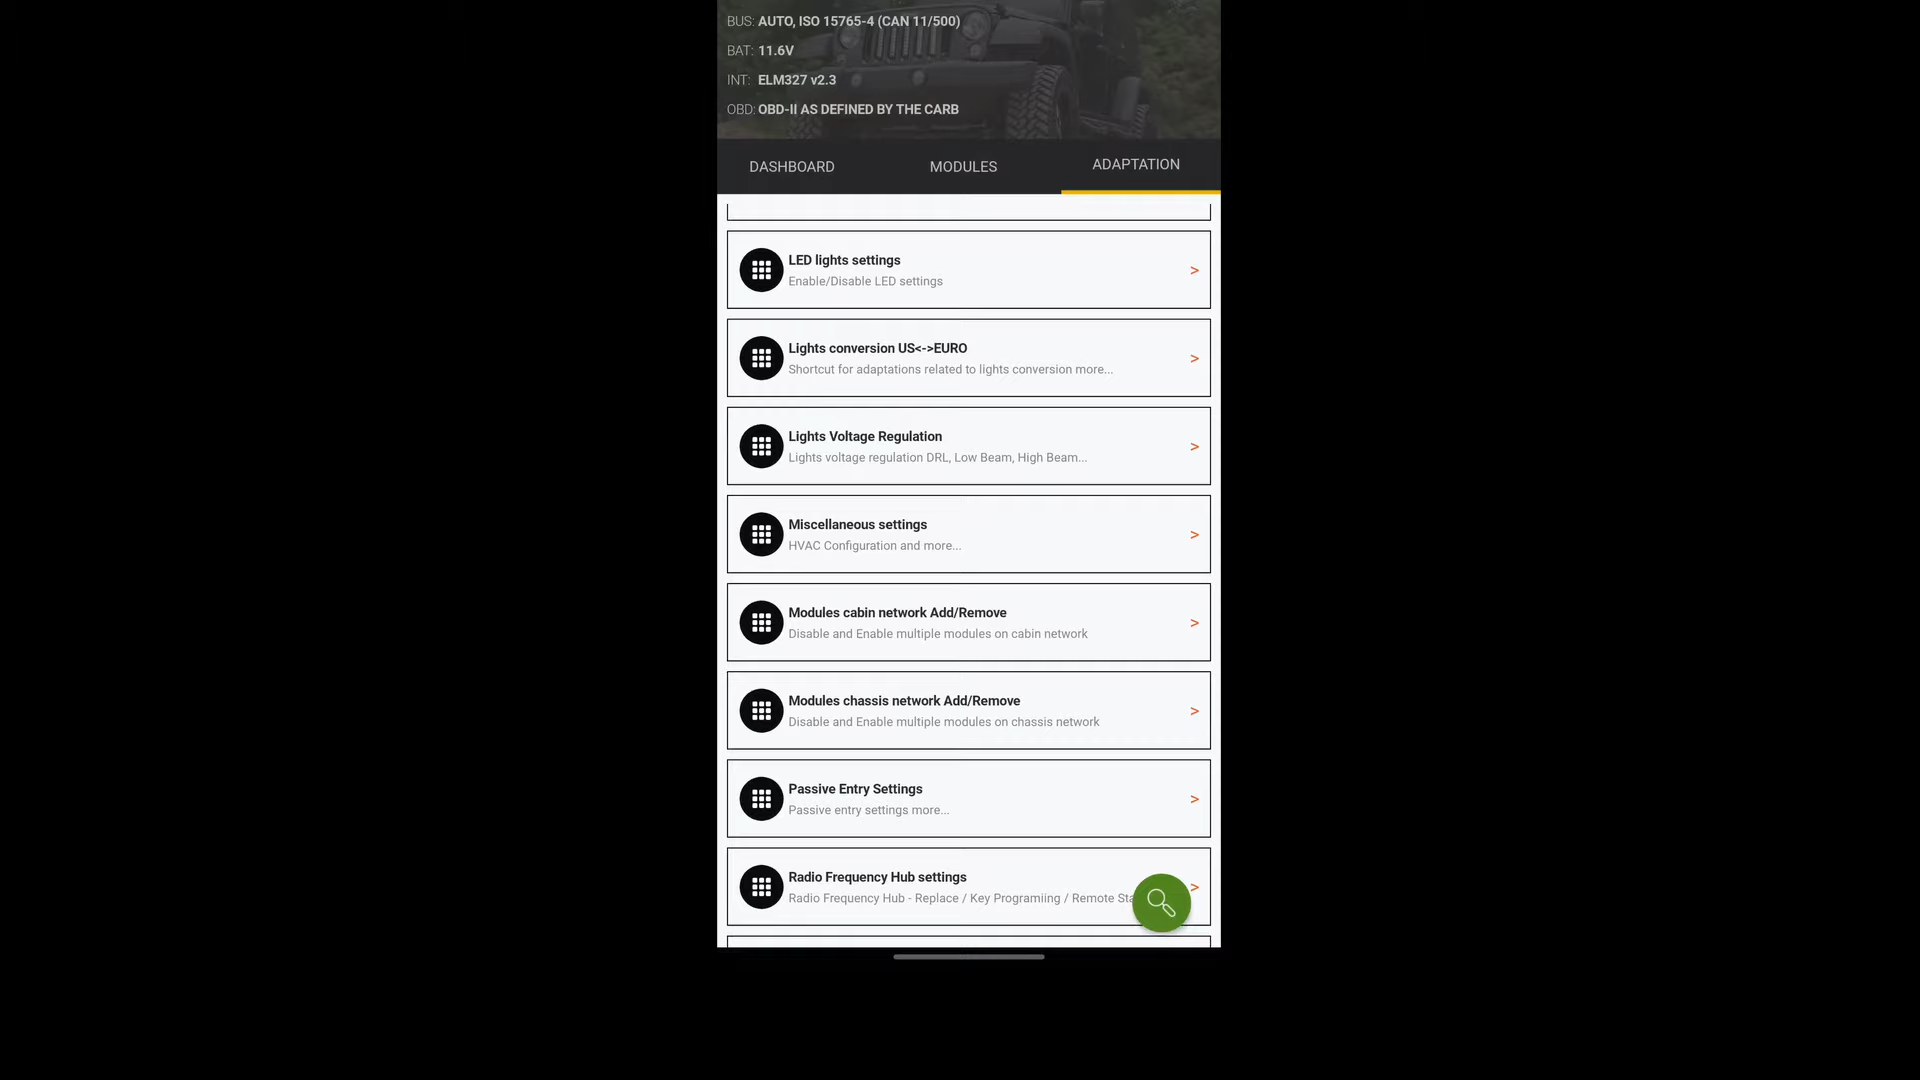 BUS: AUTO, ISO 15765-4 (CAN 11/500)
BAT: 11.6V
INT: ELM327 v2.3
OBD: OBD-II AS DEFINED BY THE CARB
DASHBOARD
MODULES
ADAPTATION
LED lights settings
Enable/Disable LED settings
>
Lights conversion US<->EURO
Shortcut for adaptations related to lights conversion more...
>
Lights Voltage Regulation
Lights voltage regulation DRL, Low Beam, High Beam...
>
Miscellaneous settings
HVAC Configuration and more...
>
Modules cabin network Add/Remove
Disable and Enable multiple modules on cabin network
>
Modules chassis network Add/Remove
Disable and Enable multiple modules on chassis network
>
Passive Entry Settings
Passive entry settings more...
>
Radio Frequency Hub settings
Radio Frequency Hub - Replace / Key Programiing / Remote Sta
>